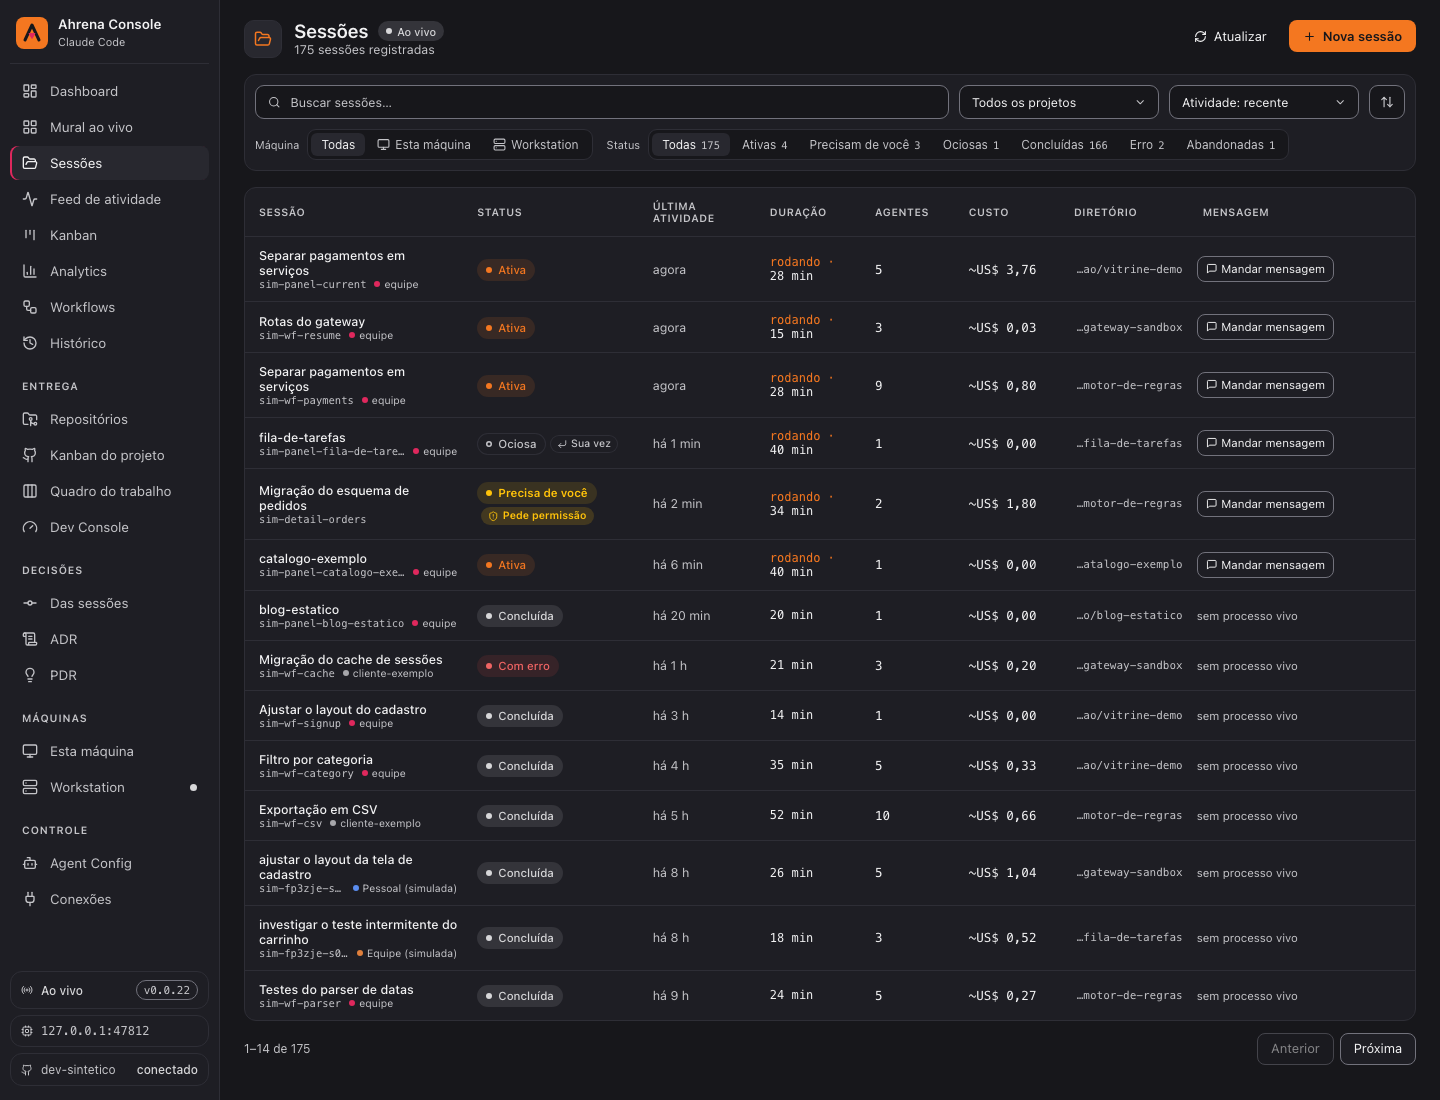 Ahrena Console
Claude Code
Dashboard
Mural ao vivo
Sessões
Feed de atividade
Kanban
Analytics
Workflows
Histórico
ENTREGA
Repositórios
Kanban do projeto
Quadro do trabalho
Dev Console
DECISÕES
Das sessões
ADR
PDR
MÁQUINAS
Esta máquina
Workstation
CONTROLE
Agent Config
Conexões
Ao vivo v0.0.22
127.0.0.1:47812
dev-sintetico conectado
Sessões Ao vivo
175 sessões registradas
Atualizar
+ Nova sessão
Buscar sessões...
Todos os projetos
Atividade: recente
Máquina Todas Esta máquina Workstation Status Todas 175 Ativas 4 Precisam de você 3 Ociosas 1 Concluídas 166 Erro 2 Abandonadas 1
SESSÃO STATUS ÚLTIMA ATIVIDADE DURAÇÃO AGENTES CUSTO DIRETÓRIO MENSAGEM
Separar pagamentos em
serviços
sim-panel-current equipe
Ativa
agora
rodando ·
28 min
5
~US$ 3,76
…ao/vitrine-demo
Mandar mensagem
Rotas do gateway
sim-wf-resume equipe
Ativa
agora
rodando ·
15 min
3
~US$ 0,03
…gateway-sandbox
Mandar mensagem
Separar pagamentos em
serviços
sim-wf-payments equipe
Ativa
agora
rodando ·
28 min
9
~US$ 0,80
…motor-de-regras
Mandar mensagem
fila-de-tarefas
sim-panel-fila-de-tare… equipe
Ociosa Sua vez
há 1 min
rodando ·
40 min
1
~US$ 0,00
…fila-de-tarefas
Mandar mensagem
Migração do esquema de
pedidos
sim-detail-orders
Precisa de você
Pede permissão
há 2 min
rodando ·
34 min
2
~US$ 1,80
…motor-de-regras
Mandar mensagem
catalogo-exemplo
sim-panel-catalogo-exe… equipe
Ativa
há 6 min
rodando ·
40 min
1
~US$ 0,00
…atalogo-exemplo
Mandar mensagem
blog-estatico
sim-panel-blog-estatico equipe
Concluída
há 20 min
20 min
1
~US$ 0,00
…o/blog-estatico
sem processo vivo
Migração do cache de sessões
sim-wf-cache cliente-exemplo
Com erro
há 1 h
21 min
3
~US$ 0,20
…gateway-sandbox
sem processo vivo
Ajustar o layout do cadastro
sim-wf-signup equipe
Concluída
há 3 h
14 min
1
~US$ 0,00
…ao/vitrine-demo
sem processo vivo
Filtro por categoria
sim-wf-category equipe
Concluída
há 4 h
35 min
5
~US$ 0,33
…ao/vitrine-demo
sem processo vivo
Exportação em CSV
sim-wf-csv cliente-exemplo
Concluída
há 5 h
52 min
10
~US$ 0,66
…motor-de-regras
sem processo vivo
ajustar o layout da tela de
cadastro
sim-fp3zje-s… Pessoal (simulada)
Concluída
há 8 h
26 min
5
~US$ 1,04
…gateway-sandbox
sem processo vivo
investigar o teste intermitente do
carrinho
sim-fp3zje-s0… Equipe (simulada)
Concluída
há 8 h
18 min
3
~US$ 0,52
…fila-de-tarefas
sem processo vivo
Testes do parser de datas
sim-wf-parser equipe
Concluída
há 9 h
24 min
5
~US$ 0,27
…motor-de-regras
sem processo vivo
1–14 de 175
Anterior
Próxima